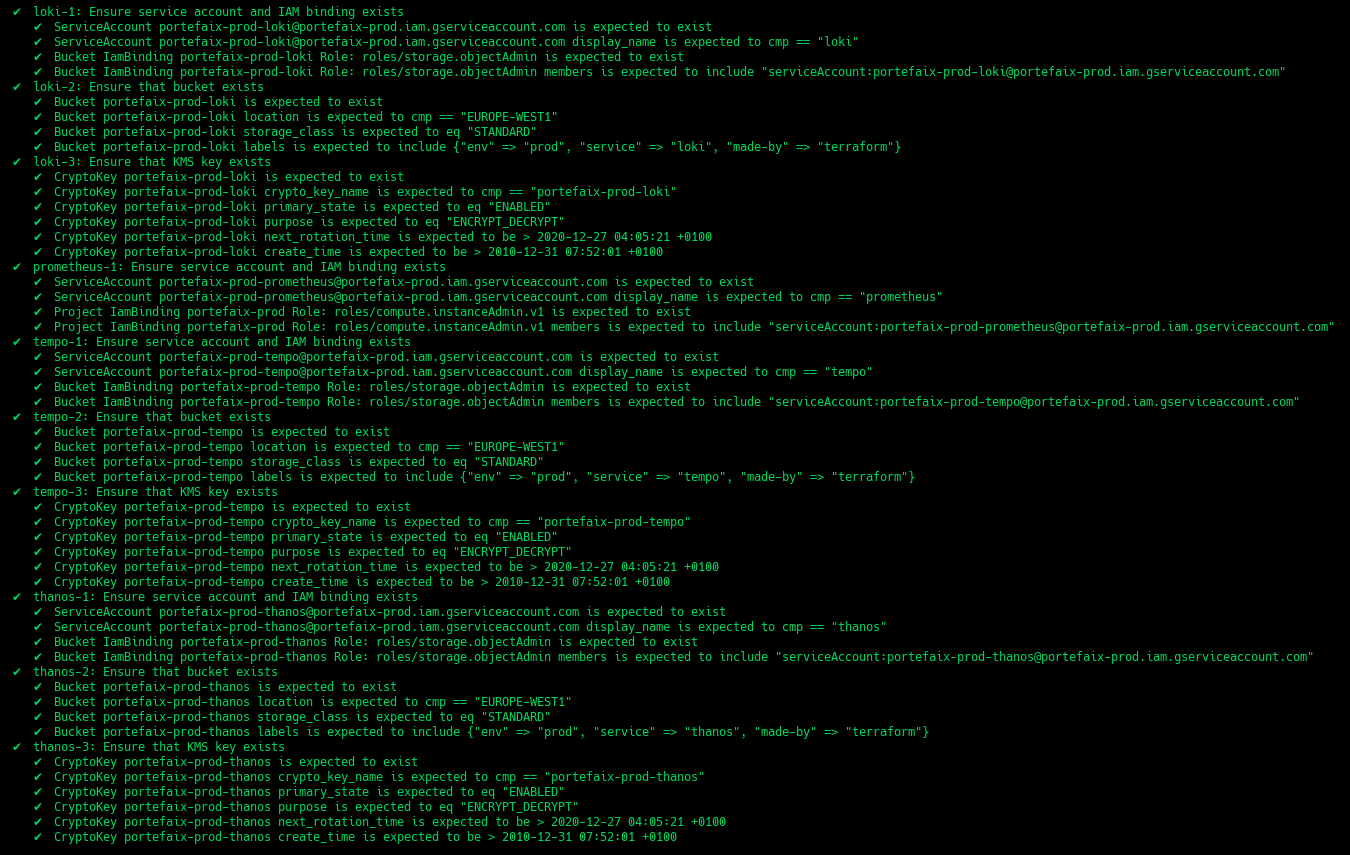 ✔ loki-1: Ensure service account and IAM binding exists
✔ ServiceAccount portefaix-prod-loki@portefaix-prod.iam.gserviceaccount.com is expected to exist
✔ ServiceAccount portefaix-prod-loki@portefaix-prod.iam.gserviceaccount.com display_name is expected to cmp == "loki"
✔ Bucket IamBinding portefaix-prod-loki Role: roles/storage.objectAdmin is expected to exist
✔ Bucket IamBinding portefaix-prod-loki Role: roles/storage.objectAdmin members is expected to include "serviceAccount:portefaix-prod-loki@portefaix-prod.iam.gserviceaccount.com"
✔ loki-2: Ensure that bucket exists
✔ Bucket portefaix-prod-loki is expected to exist
✔ Bucket portefaix-prod-loki location is expected to cmp == "EUROPE-WEST1"
✔ Bucket portefaix-prod-loki storage_class is expected to eq "STANDARD"
✔ Bucket portefaix-prod-loki labels is expected to include {"env" => "prod", "service" => "loki", "made-by" => "terraform"}
✔ loki-3: Ensure that KMS key exists
✔ CryptoKey portefaix-prod-loki is expected to exist
✔ CryptoKey portefaix-prod-loki crypto_key_name is expected to cmp == "portefaix-prod-loki"
✔ CryptoKey portefaix-prod-loki primary_state is expected to eq "ENABLED"
✔ CryptoKey portefaix-prod-loki purpose is expected to eq "ENCRYPT_DECRYPT"
✔ CryptoKey portefaix-prod-loki next_rotation_time is expected to be > 2020-12-27 04:05:21 +0100
✔ CryptoKey portefaix-prod-loki create_time is expected to be > 2010-12-31 07:52:01 +0100
✔ prometheus-1: Ensure service account and IAM binding exists
✔ ServiceAccount portefaix-prod-prometheus@portefaix-prod.iam.gserviceaccount.com is expected to exist
✔ ServiceAccount portefaix-prod-prometheus@portefaix-prod.iam.gserviceaccount.com display_name is expected to cmp == "prometheus"
✔ Project IamBinding portefaix-prod Role: roles/compute.instanceAdmin.v1 is expected to exist
✔ Project IamBinding portefaix-prod Role: roles/compute.instanceAdmin.v1 members is expected to include "serviceAccount:portefaix-prod-prometheus@portefaix-prod.iam.gserviceaccount.com"
✔ tempo-1: Ensure service account and IAM binding exists
✔ ServiceAccount portefaix-prod-tempo@portefaix-prod.iam.gserviceaccount.com is expected to exist
✔ ServiceAccount portefaix-prod-tempo@portefaix-prod.iam.gserviceaccount.com display_name is expected to cmp == "tempo"
✔ Bucket IamBinding portefaix-prod-tempo Role: roles/storage.objectAdmin is expected to exist
✔ Bucket IamBinding portefaix-prod-tempo Role: roles/storage.objectAdmin members is expected to include "serviceAccount:portefaix-prod-tempo@portefaix-prod.iam.gserviceaccount.com"
✔ tempo-2: Ensure that bucket exists
✔ Bucket portefaix-prod-tempo is expected to exist
✔ Bucket portefaix-prod-tempo location is expected to cmp == "EUROPE-WEST1"
✔ Bucket portefaix-prod-tempo storage_class is expected to eq "STANDARD"
✔ Bucket portefaix-prod-tempo labels is expected to include {"env" => "prod", "service" => "tempo", "made-by" => "terraform"}
✔ tempo-3: Ensure that KMS key exists
✔ CryptoKey portefaix-prod-tempo is expected to exist
✔ CryptoKey portefaix-prod-tempo crypto_key_name is expected to cmp == "portefaix-prod-tempo"
✔ CryptoKey portefaix-prod-tempo primary_state is expected to eq "ENABLED"
✔ CryptoKey portefaix-prod-tempo purpose is expected to eq "ENCRYPT_DECRYPT"
✔ CryptoKey portefaix-prod-tempo next_rotation_time is expected to be > 2020-12-27 04:05:21 +0100
✔ CryptoKey portefaix-prod-tempo create_time is expected to be > 2010-12-31 07:52:01 +0100
✔ thanos-1: Ensure service account and IAM binding exists
✔ ServiceAccount portefaix-prod-thanos@portefaix-prod.iam.gserviceaccount.com is expected to exist
✔ ServiceAccount portefaix-prod-thanos@portefaix-prod.iam.gserviceaccount.com display_name is expected to cmp == "thanos"
✔ Bucket IamBinding portefaix-prod-thanos Role: roles/storage.objectAdmin is expected to exist
✔ Bucket IamBinding portefaix-prod-thanos Role: roles/storage.objectAdmin members is expected to include "serviceAccount:portefaix-prod-thanos@portefaix-prod.iam.gserviceaccount.com"
✔ thanos-2: Ensure that bucket exists
✔ Bucket portefaix-prod-thanos is expected to exist
✔ Bucket portefaix-prod-thanos location is expected to cmp == "EUROPE-WEST1"
✔ Bucket portefaix-prod-thanos storage_class is expected to eq "STANDARD"
✔ Bucket portefaix-prod-thanos labels is expected to include {"env" => "prod", "service" => "thanos", "made-by" => "terraform"}
✔ thanos-3: Ensure that KMS key exists
✔ CryptoKey portefaix-prod-thanos is expected to exist
✔ CryptoKey portefaix-prod-thanos crypto_key_name is expected to cmp == "portefaix-prod-thanos"
✔ CryptoKey portefaix-prod-thanos primary_state is expected to eq "ENABLED"
✔ CryptoKey portefaix-prod-thanos purpose is expected to eq "ENCRYPT_DECRYPT"
✔ CryptoKey portefaix-prod-thanos next_rotation_time is expected to be > 2020-12-27 04:05:21 +0100
✔ CryptoKey portefaix-prod-thanos create_time is expected to be > 2010-12-31 07:52:01 +0100